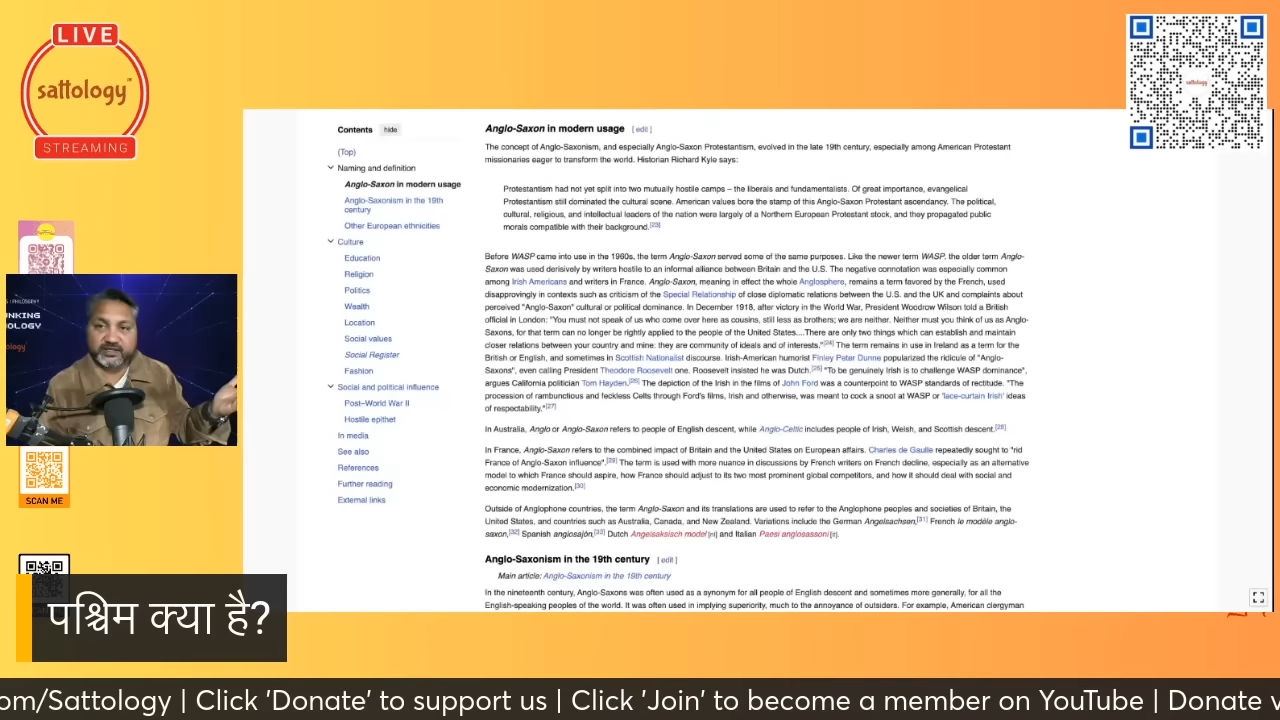 LIVE
sattology™
STREAMING
sattology
Contents hide
(Top)
Naming and definition
Anglo-Saxon in modern usage
Anglo-Saxonism in the 19th
century
Other European ethnicities
Culture
Education
Religion
Politics
Wealth
Location
Social values
Social Register
Fashion
Social and political influence
Post–World War II
Hostile epithet
In media
See also
References
Further reading
External links
Anglo-Saxon in modern usage [ edit ]
The concept of Anglo-Saxonism, and especially Anglo-Saxon Protestantism, evolved in the late 19th century, especially among American Protestant
missionaries eager to transform the world. Historian Richard Kyle says:
Protestantism had not yet split into two mutually hostile camps – the liberals and fundamentalists. Of great importance, evangelical
Protestantism still dominated the cultural scene. American values bore the stamp of this Anglo-Saxon Protestant ascendancy. The political,
cultural, religious, and intellectual leaders of the nation were largely of a Northern European Protestant stock, and they propagated public
morals compatible with their background.[23]
Before WASP came into use in the 1960s, the term Anglo-Saxon served some of the same purposes. Like the newer term WASP, the older term Anglo-
Saxon was used derisively by writers hostile to an informal alliance between Britain and the U.S. The negative connotation was especially common
among Irish Americans and writers in France. Anglo-Saxon, meaning in effect the whole Anglosphere, remains a term favored by the French, used
disapprovingly in contexts such as criticism of the Special Relationship of close diplomatic relations between the U.S. and the UK and complaints about
perceived "Anglo-Saxon" cultural or political dominance. In December 1918, after victory in the World War, President Woodrow Wilson told a British
official in London: "You must not speak of us who come over here as cousins, still less as brothers; we are neither. Neither must you think of us as Anglo-
Saxons, for that term can no longer be rightly applied to the people of the United States....There are only two things which can establish and maintain
closer relations between your country and mine: they are community of ideals and of interests."[24] The term remains in use in Ireland as a term for the
British or English, and sometimes in Scottish Nationalist discourse. Irish-American humorist Finley Peter Dunne popularized the ridicule of "Anglo-
Saxons", even calling President Theodore Roosevelt one. Roosevelt insisted he was Dutch.[25] "To be genuinely Irish is to challenge WASP dominance",
argues California politician Tom Hayden.[26] The depiction of the Irish in the films of John Ford was a counterpoint to WASP standards of rectitude. "The
procession of rambunctious and feckless Celts through Ford's films, Irish and otherwise, was meant to cock a snoot at WASP or 'lace-curtain Irish' ideas
of respectability."[27]
In Australia, Anglo or Anglo-Saxon refers to people of English descent, while Anglo-Celtic includes people of Irish, Welsh, and Scottish descent.[28]
In France, Anglo-Saxon refers to the combined impact of Britain and the United States on European affairs. Charles de Gaulle repeatedly sought to "rid
France of Anglo-Saxon influence".[29] The term is used with more nuance in discussions by French writers on French decline, especially as an alternative
model to which France should aspire, how France should adjust to its two most prominent global competitors, and how it should deal with social and
economic modernization.[30]
Outside of Anglophone countries, the term Anglo-Saxon and its translations are used to refer to the Anglophone peoples and societies of Britain, the
United States, and countries such as Australia, Canada, and New Zealand. Variations include the German Angelsachsen,[31] French le modèle anglo-
saxon,[32] Spanish anglosajón,[33] Dutch Angelsaksisch model [nl] and Italian Paesi anglosassoni [it].
Anglo-Saxonism in the 19th century [ edit ]
Main article: Anglo-Saxonism in the 19th century
In the nineteenth century, Anglo-Saxons was often used as a synonym for all people of English descent and sometimes more generally, for all the
English-speaking peoples of the world. It was often used in implying superiority, much to the annoyance of outsiders. For example, American clergyman
PHILOSOPHY
NKING
OLOGY
SCAN ME
पश्चिम क्या है?
om/Sattology | Click 'Donate' to support us | Click 'Join' to become a member on YouTube | Donate v